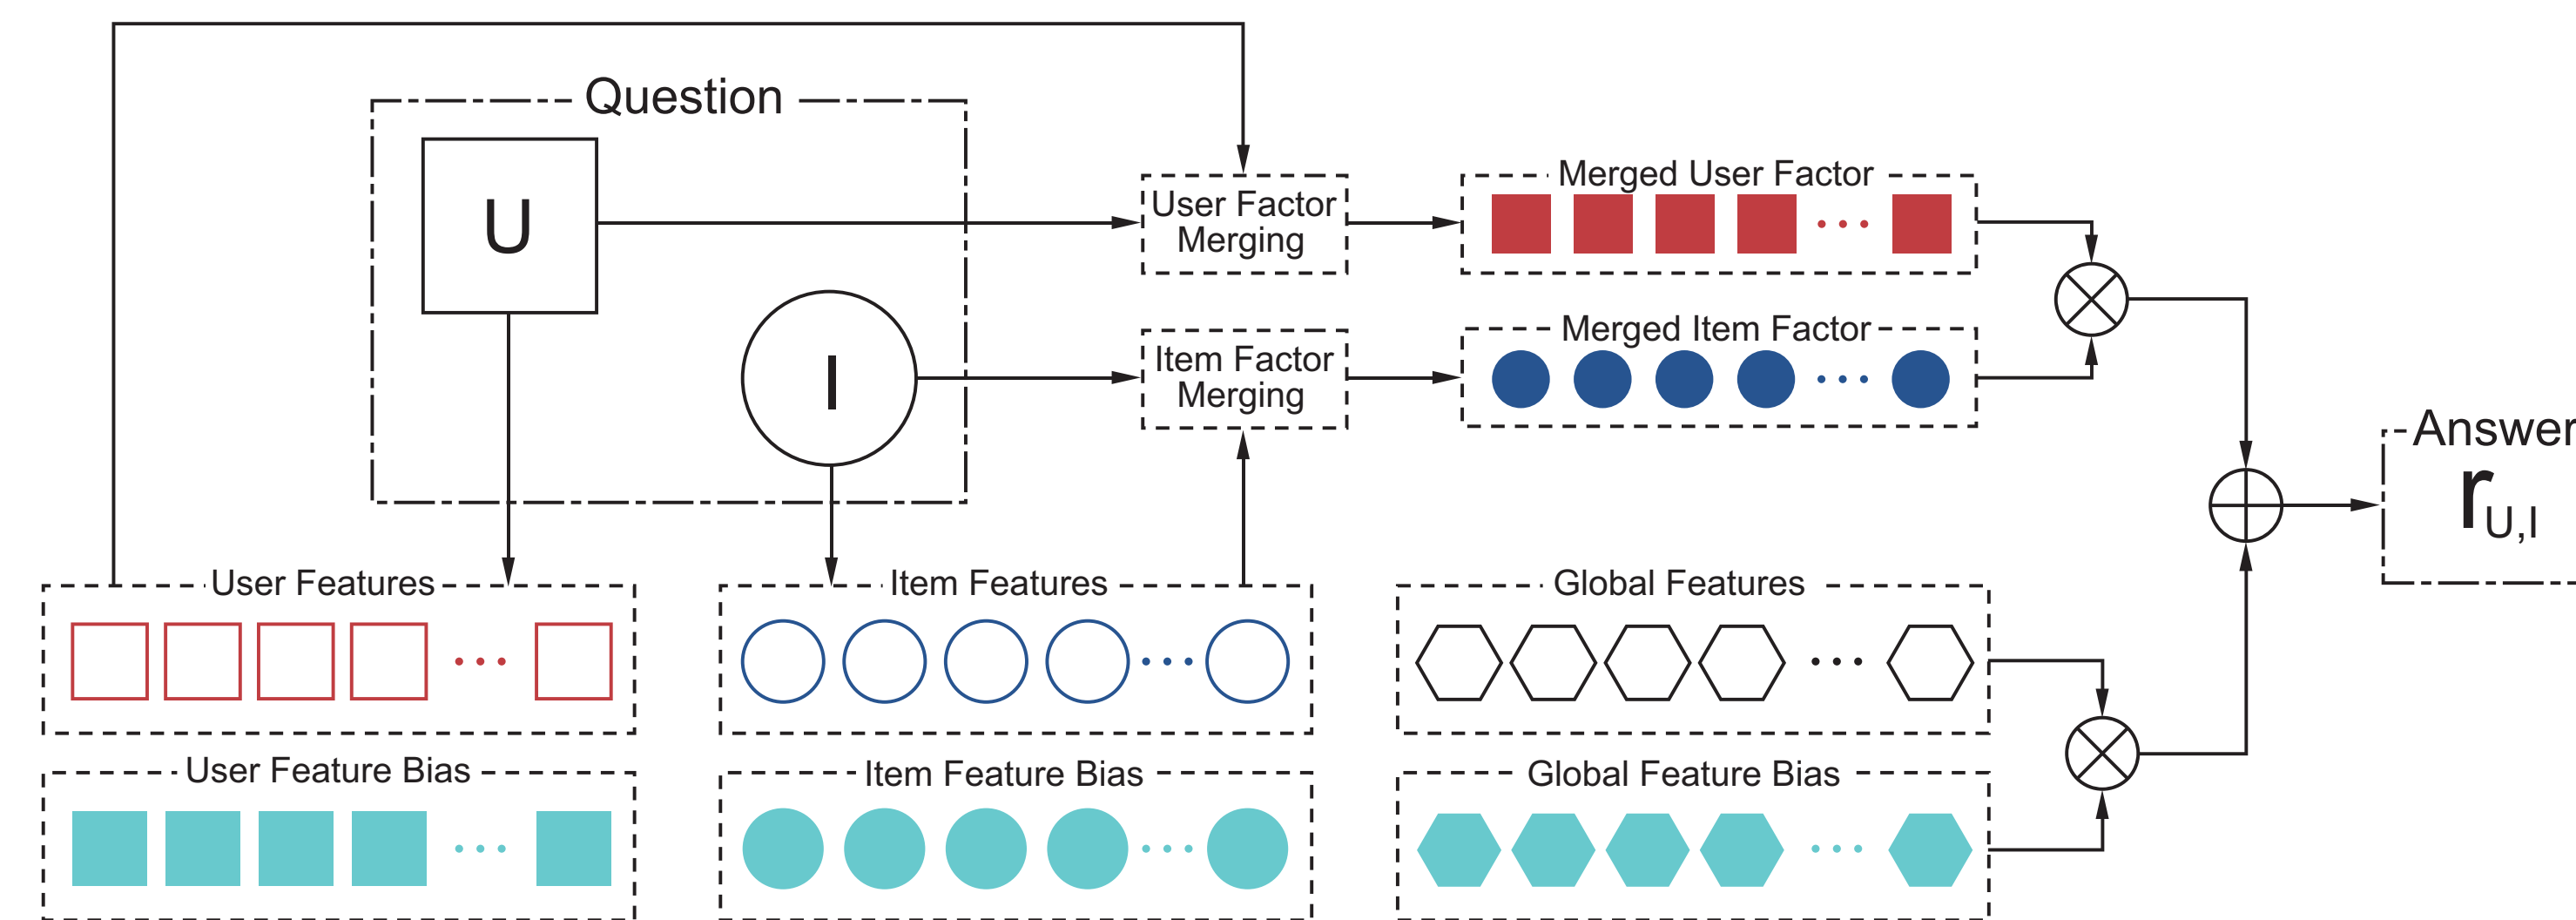 Question
U
User Factor
Merging
Merged User Factor
I
Item Factor
Merging
Merged Item Factor
Answer
rU,I
User Features
Item Features
Global Features
User Feature Bias
Item Feature Bias
Global Feature Bias